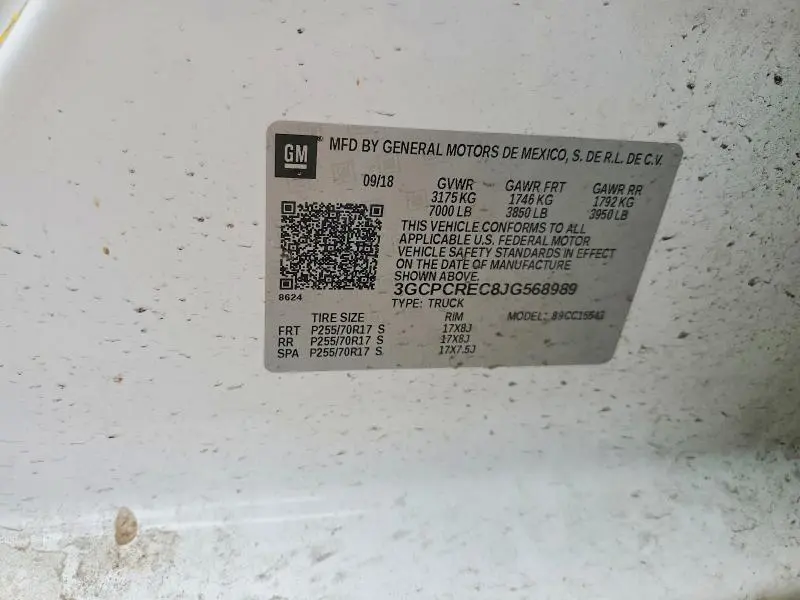 GM ® MFD BY GENERAL MOTORS DE MEXICO, S. DE R.L. DE C.V.
09/18 GVWR GAWR FRT GAWR RR
3175 KG 1746 KG 1792 KG
7000 LB 3850 LB 3950 LB
THIS VEHICLE CONFORMS TO ALL
APPLICABLE U.S. FEDERAL MOTOR
VEHICLE SAFETY STANDARDS IN EFFECT
ON THE DATE OF MANUFACTURE
SHOWN ABOVE.
3GCPCREC8JG568989
8624
TYPE: TRUCK
TIRE SIZE RIM MODEL:
FRT P255/70R17 S 17X8J
RR P255/70R17 S 17X8J
SPA P255/70R17 S 17X7.5J